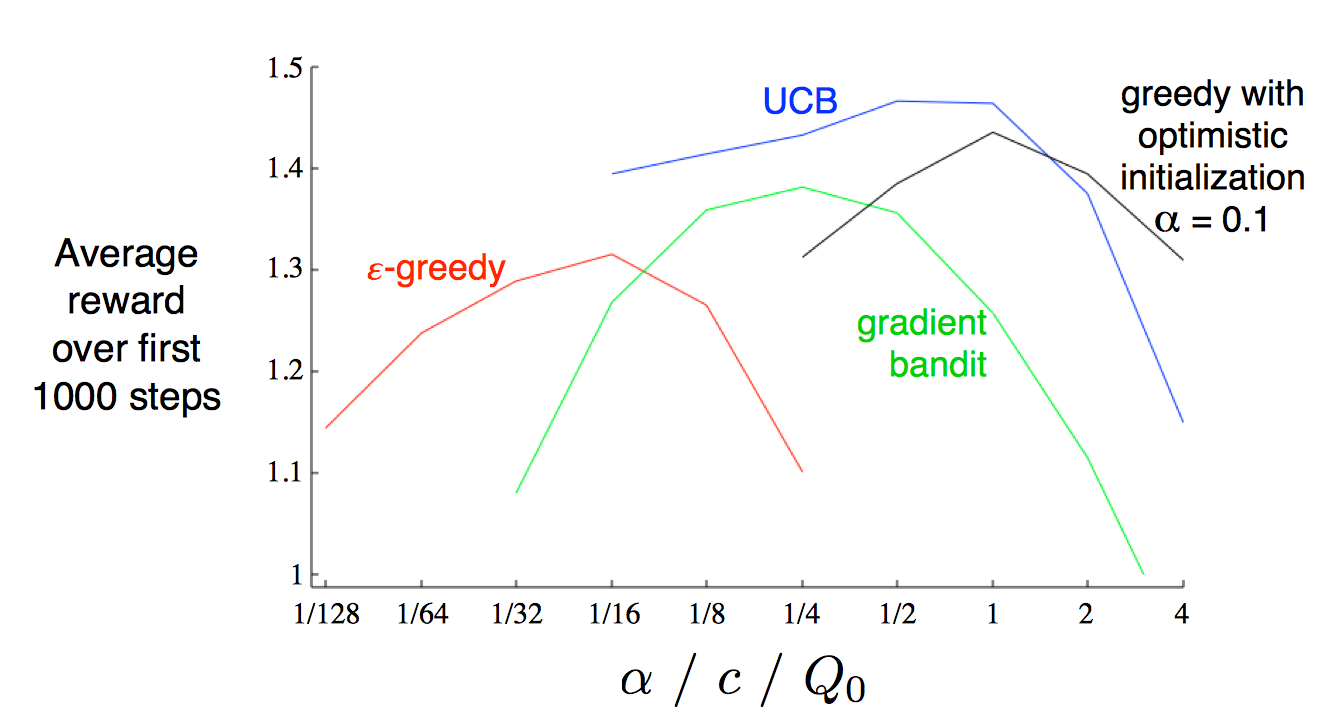 Average
reward
over first
1000 steps
1.5
1.4
1.3
1.2
1.1
1
UCB
greedy with
optimistic
initialization
α = 0.1
ε-greedy
gradient
bandit
1/128 1/64 1/32 1/16 1/8 1/4 1/2 1 2 4
α / c / Q₀